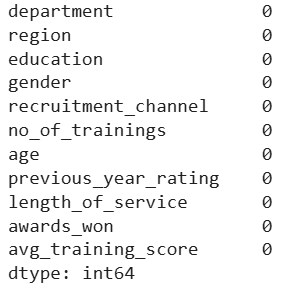 department 0
region 0
education 0
gender 0
recruitment_channel 0
no_of_trainings 0
age 0
previous_year_rating 0
length_of_service 0
awards_won 0
avg_training_score 0
dtype: int64